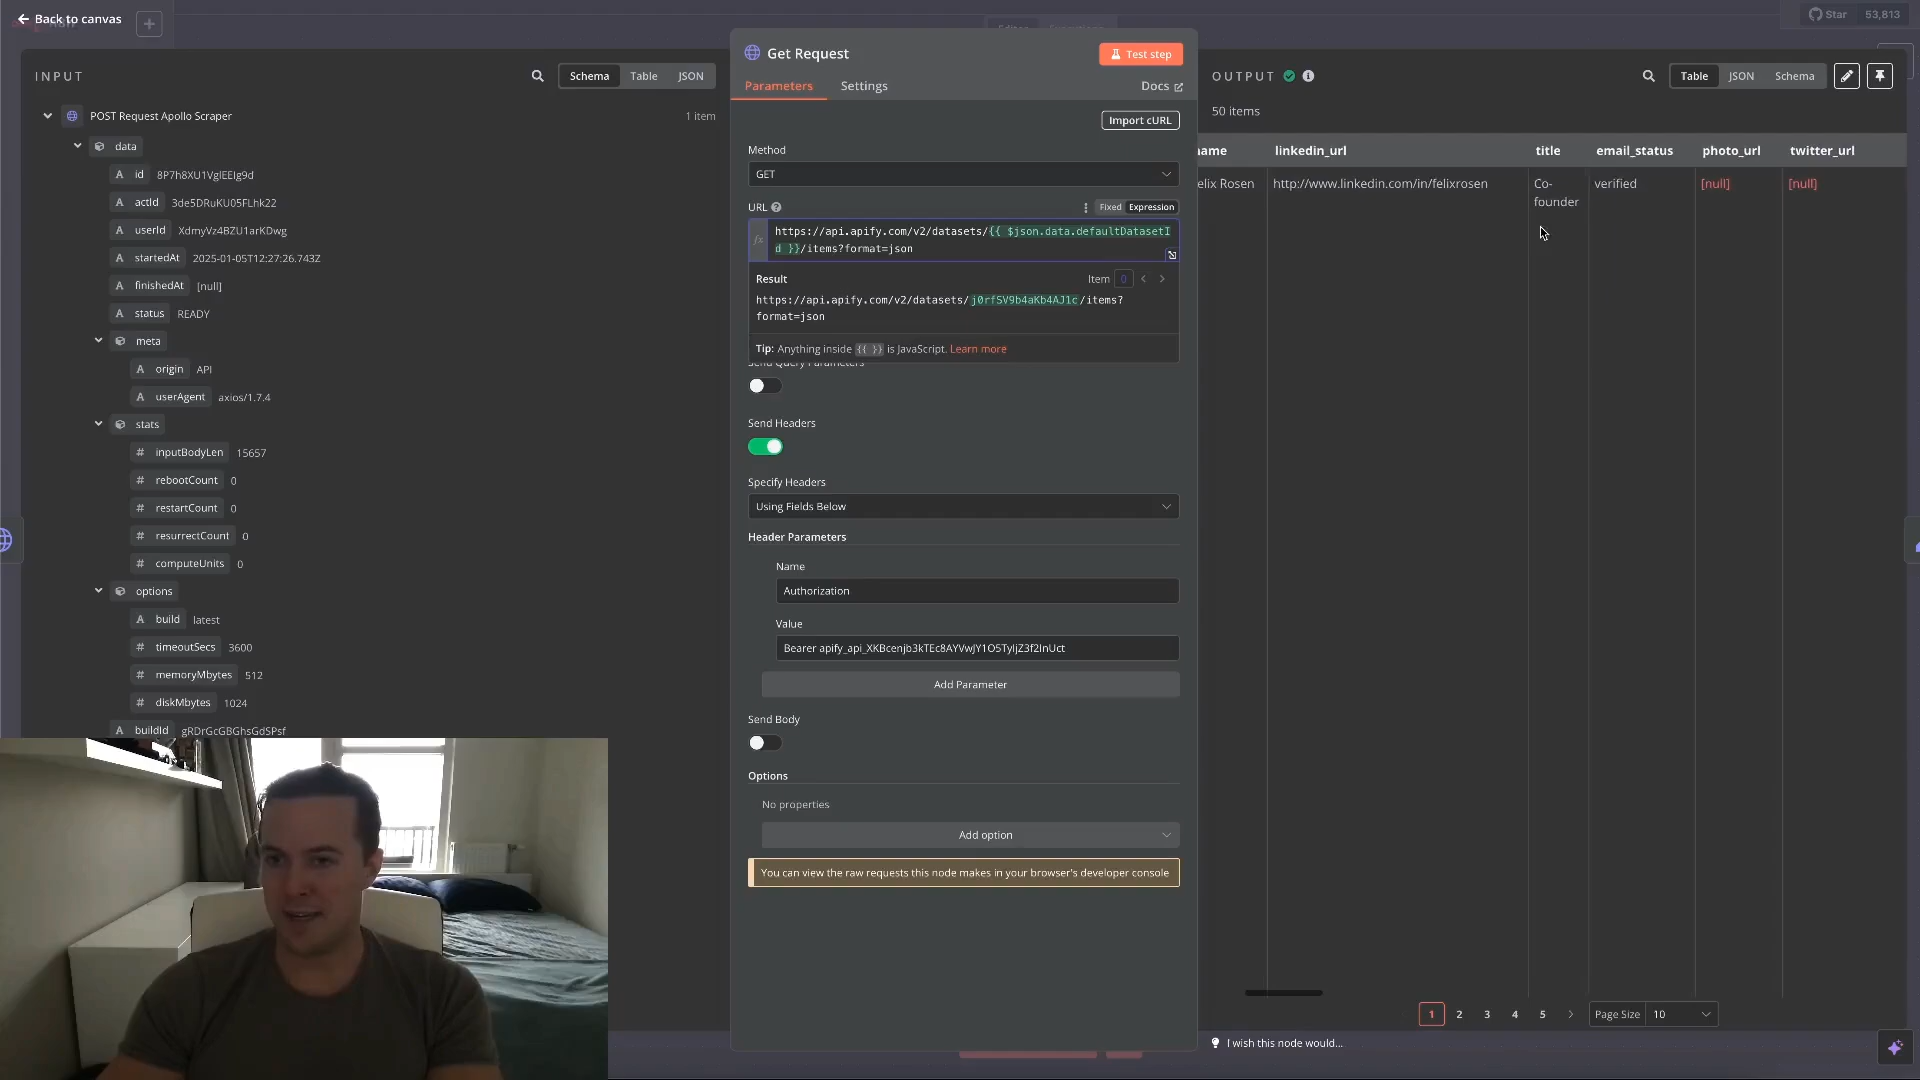 Back to canvas
Star 53,813
INPUT
Schema Table JSON
POST Request Apollo Scraper 1 item
data
A id 8P7h8XU1VglEEIg9d
A actId 3de5DRuKU05FLhk22
A userId XdmyVz4BZU1arKDwg
A startedAt 2025-01-05T12:27:26.743Z
A finishedAt [null]
A status READY
meta
A origin API
A userAgent axios/1.7.4
stats
# inputBodyLen 15657
# rebootCount 0
# restartCount 0
# resurrectCount 0
# computeUnits 0
options
A build latest
# timeoutSecs 3600
# memoryMbytes 512
# diskMbytes 1024
A buildId gRDrGcGBGhsGdSPsf
Get Request
Test step
Parameters Settings Docs
Import cURL
Method
GET
URL Fixed Expression
fx https://api.apify.com/v2/datasets/{{ $json.data.defaultDatasetI
d }}/items?format=json
Result Item 0
https://api.apify.com/v2/datasets/j0rfSV9b4aKb4AJ1c/items?
format=json
Tip: Anything inside {{ }} is JavaScript. Learn more
Send Query Parameters
Send Headers
Specify Headers
Using Fields Below
Header Parameters
Name
Authorization
Value
Bearer apify_api_XKBcenjb3kTEc8AYVwJY1O5TyljZ3f2InUct
Add Parameter
Send Body
Options
No properties
Add option
You can view the raw requests this node makes in your browser's developer console
OUTPUT
Table JSON Schema
50 items
name linkedin_url title email_status photo_url twitter_url
elix Rosen http://www.linkedin.com/in/felixrosen Co- verified [null] [null]
founder
1 2 3 4 5 Page Size 10
I wish this node would...